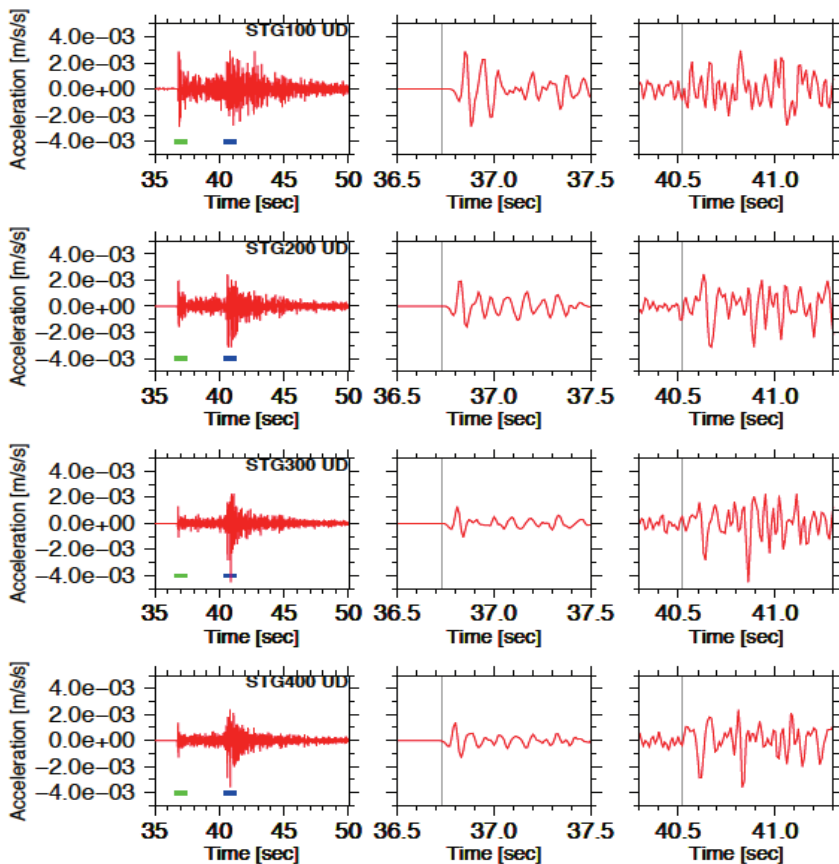 STG100 UD
Acceleration [m/s/s]
4.0e−03
2.0e−03
0.0e+00
−2.0e−03
−4.0e−03
35 40 45 50 36.5 37.0 37.5 40.5 41.0
Time [sec] Time [sec] Time [sec]
STG200 UD
Acceleration [m/s/s]
4.0e−03
2.0e−03
0.0e+00
−2.0e−03
−4.0e−03
35 40 45 50 36.5 37.0 37.5 40.5 41.0
Time [sec] Time [sec] Time [sec]
STG300 UD
Acceleration [m/s/s]
4.0e−03
2.0e−03
0.0e+00
−2.0e−03
−4.0e−03
35 40 45 50 36.5 37.0 37.5 40.5 41.0
Time [sec] Time [sec] Time [sec]
STG400 UD
Acceleration [m/s/s]
4.0e−03
2.0e−03
0.0e+00
−2.0e−03
−4.0e−03
35 40 45 50 36.5 37.0 37.5 40.5 41.0
Time [sec] Time [sec] Time [sec]